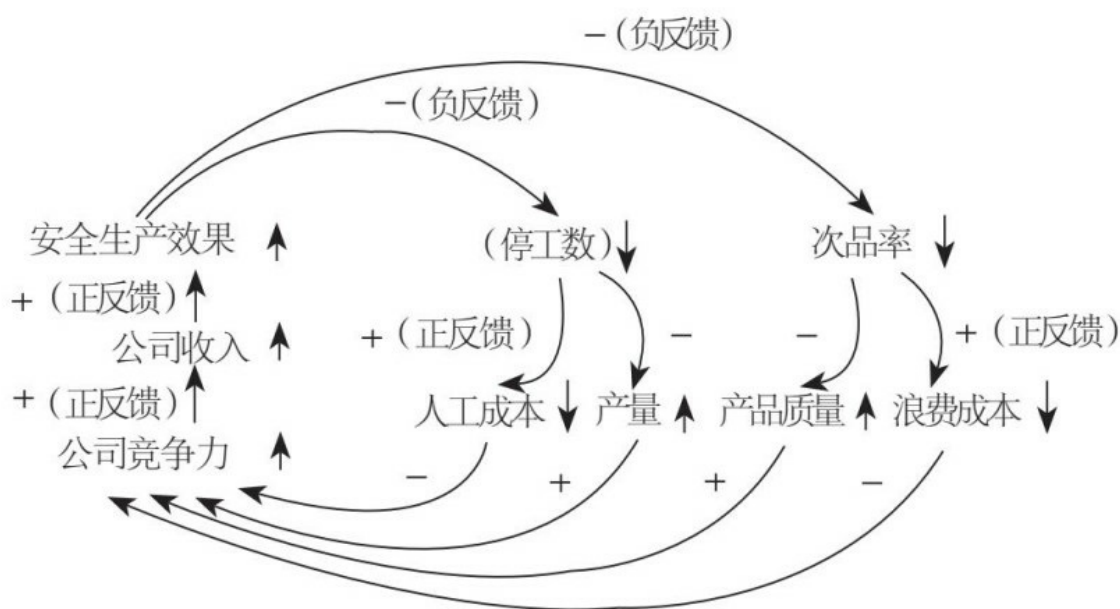 −(负反馈)
−(负反馈)
安全生产效果
(停工数)
次品率
+ (正反馈)
公司收入
+ (正反馈)
−
−
+ (正反馈)
+ (正反馈)
人工成本
产量
产品质量
浪费成本
公司竞争力
−
+
+
−